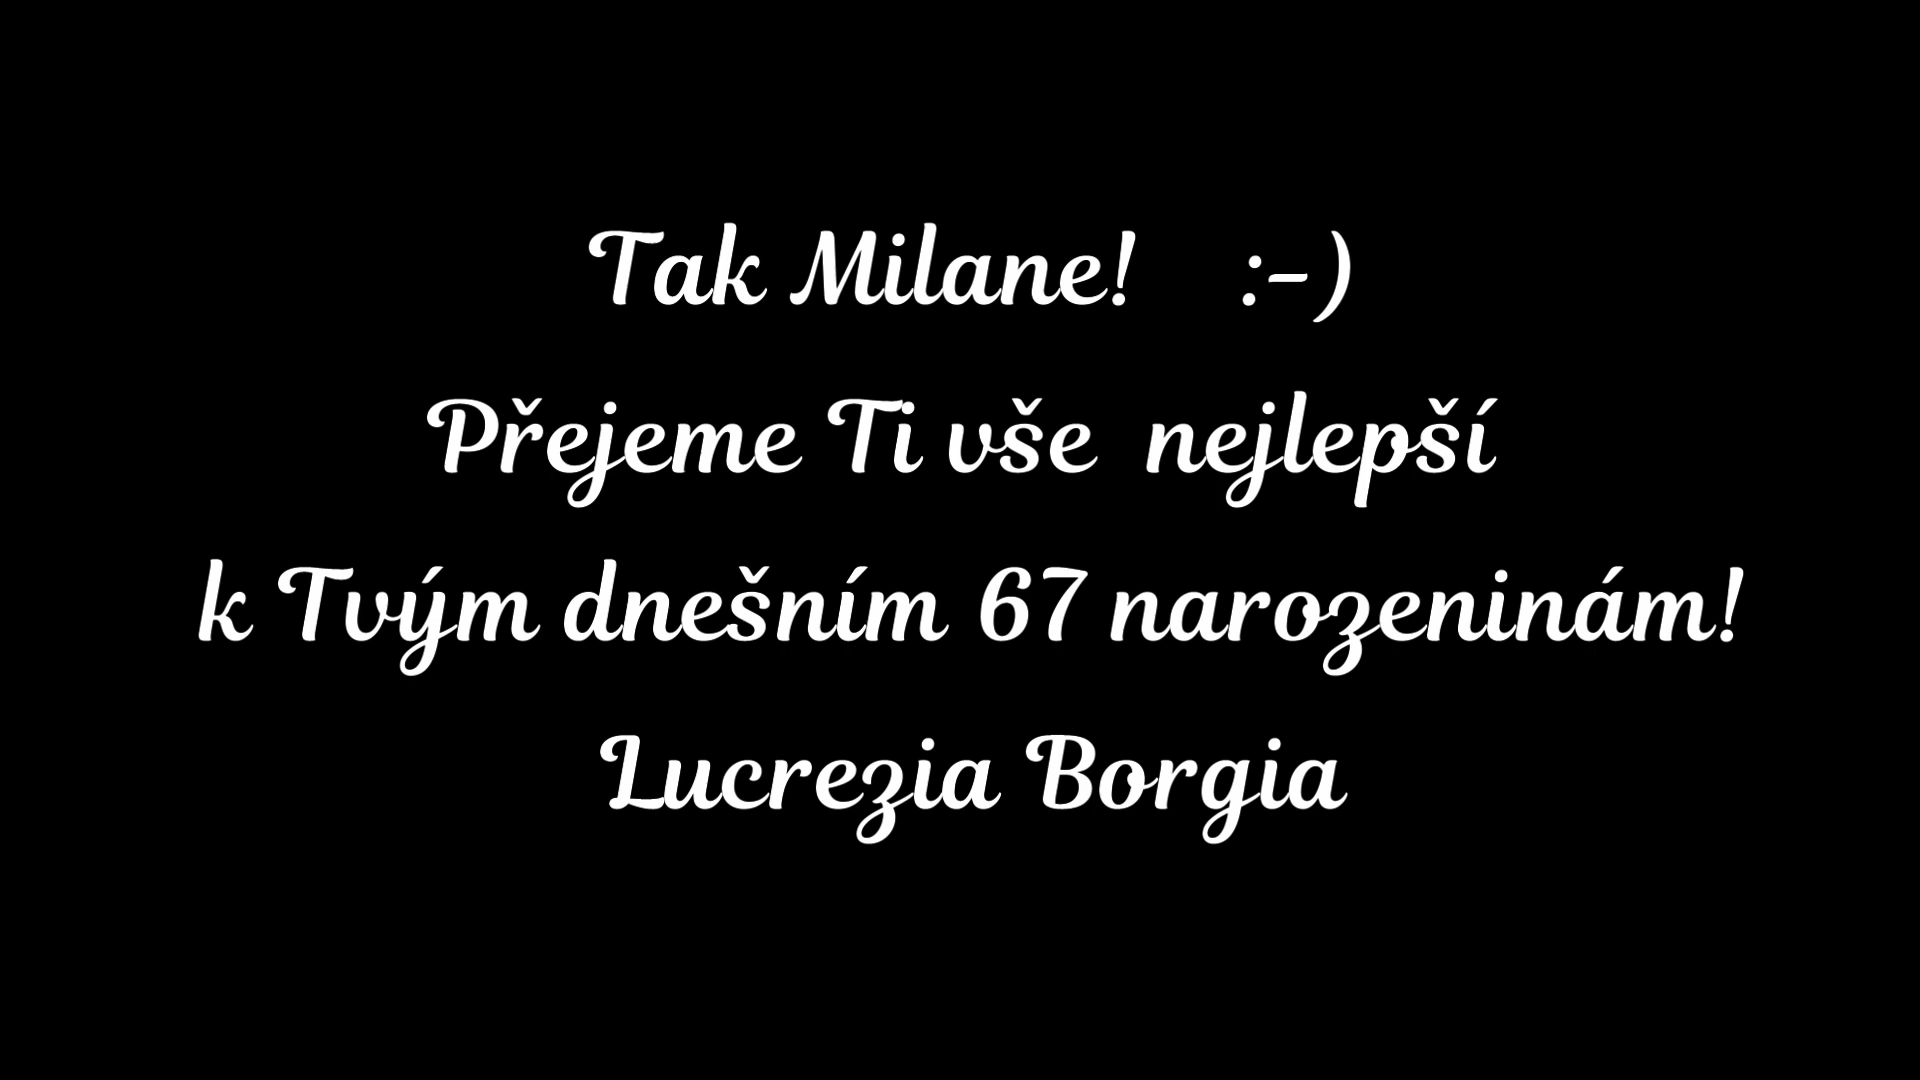 Tak Milane! :-)
Přejeme Ti vše nejlepší
k Tvým dnešním 67 narozeninám!
Lucrezia Borgia